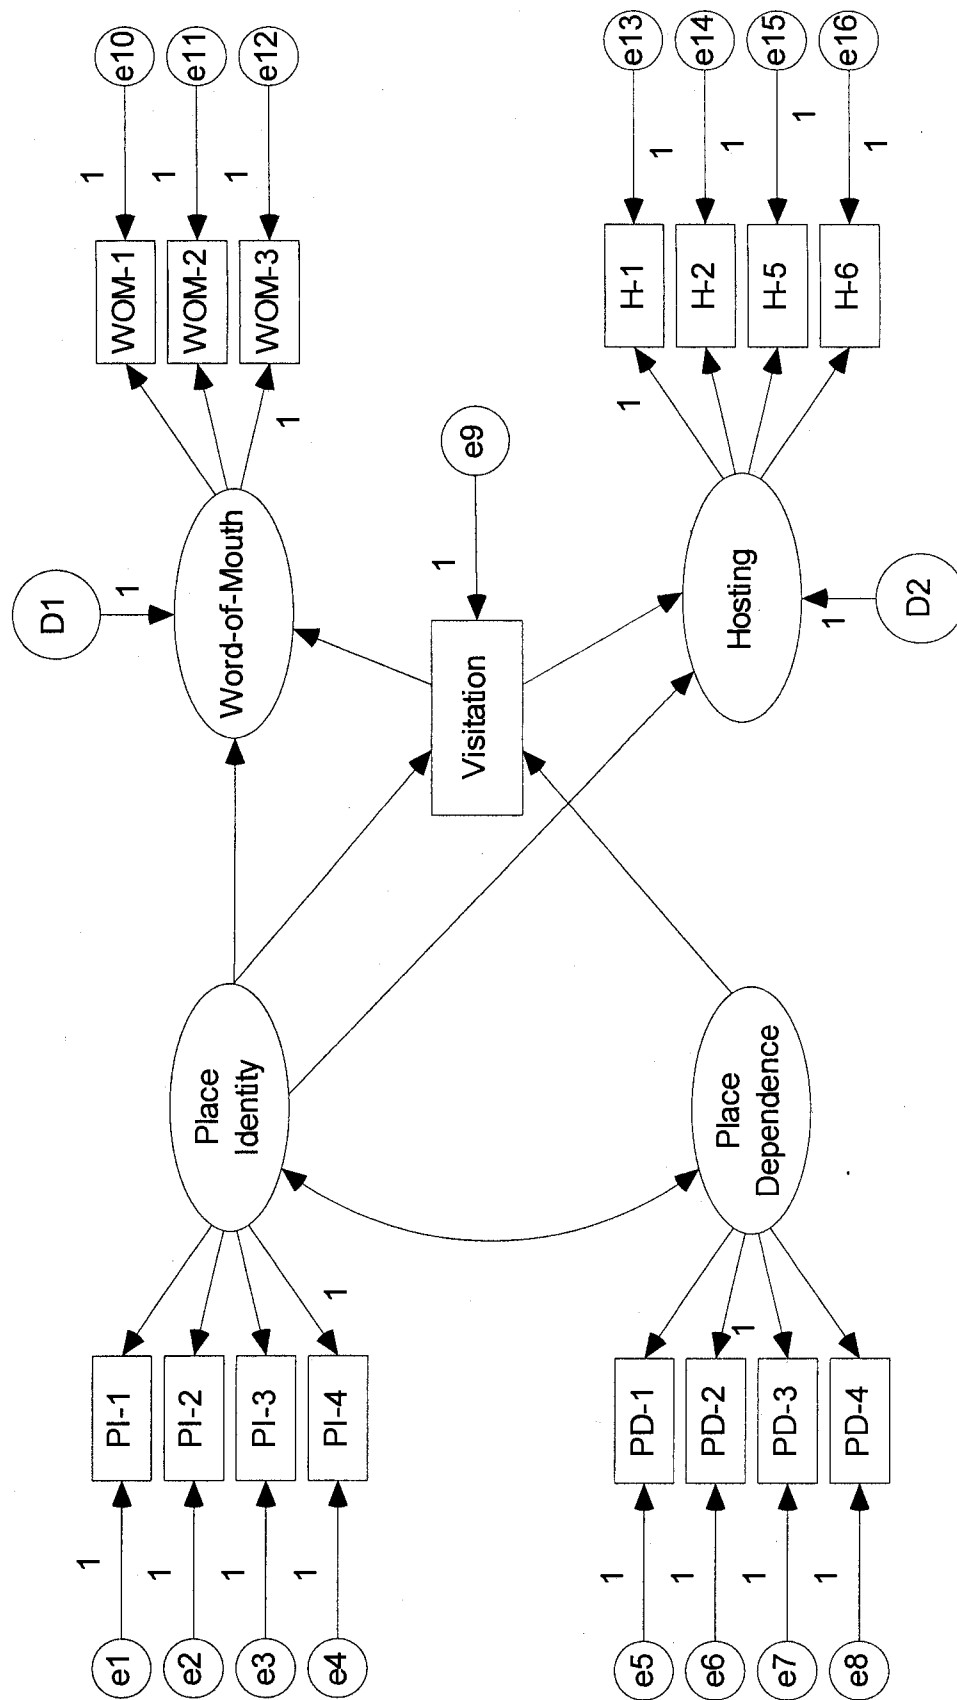 D1
1
e1
1
PI-1
e2
1
PI-2
e3
1
PI-3
e4
1
PI-4
1
Place
Identity
Word-of-Mouth
WOM-1
1
e10
WOM-2
1
e11
1
WOM-3
1
e12
Visitation
1
e9
e5
1
PD-1
e6
1
PD-2
1
e7
1
PD-3
e8
1
PD-4
Place
Dependence
Hosting
1
H-1
1
e13
H-2
1
e14
H-5
1
e15
H-6
1
e16
1
D2